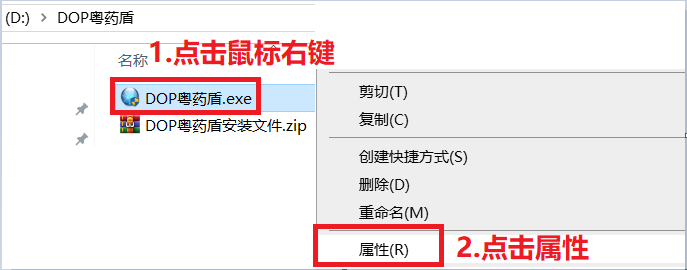 (D:) > DOP粤药盾
名称
1.点击鼠标右键
DOP粤药盾.exe
DOP粤药盾安装文件.zip
剪切(T)
复制(C)
创建快捷方式(S)
删除(D)
重命名(M)
属性(R)
2.点击属性